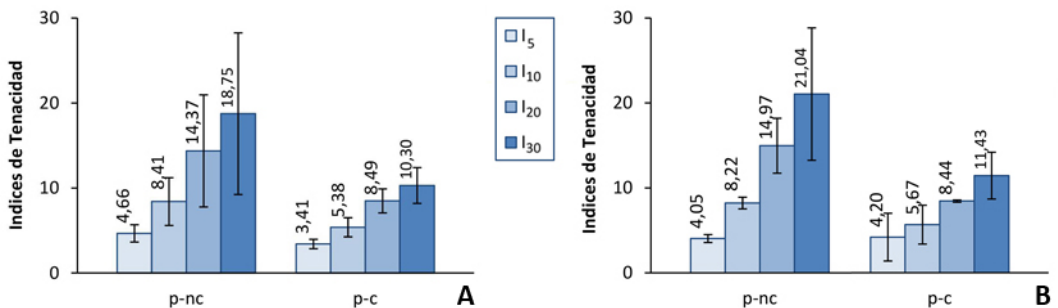 Indices de Tenacidad
30
20
10
0
4,66
8,41
14,37
18,75
3,41
5,38
8,49
10,30
p-nc
p-c
A
I5
I10
I20
I30
Indices de Tenacidad
30
20
10
0
4,05
8,22
14,97
21,04
4,20
5,67
8,44
11,43
p-nc
p-c
B